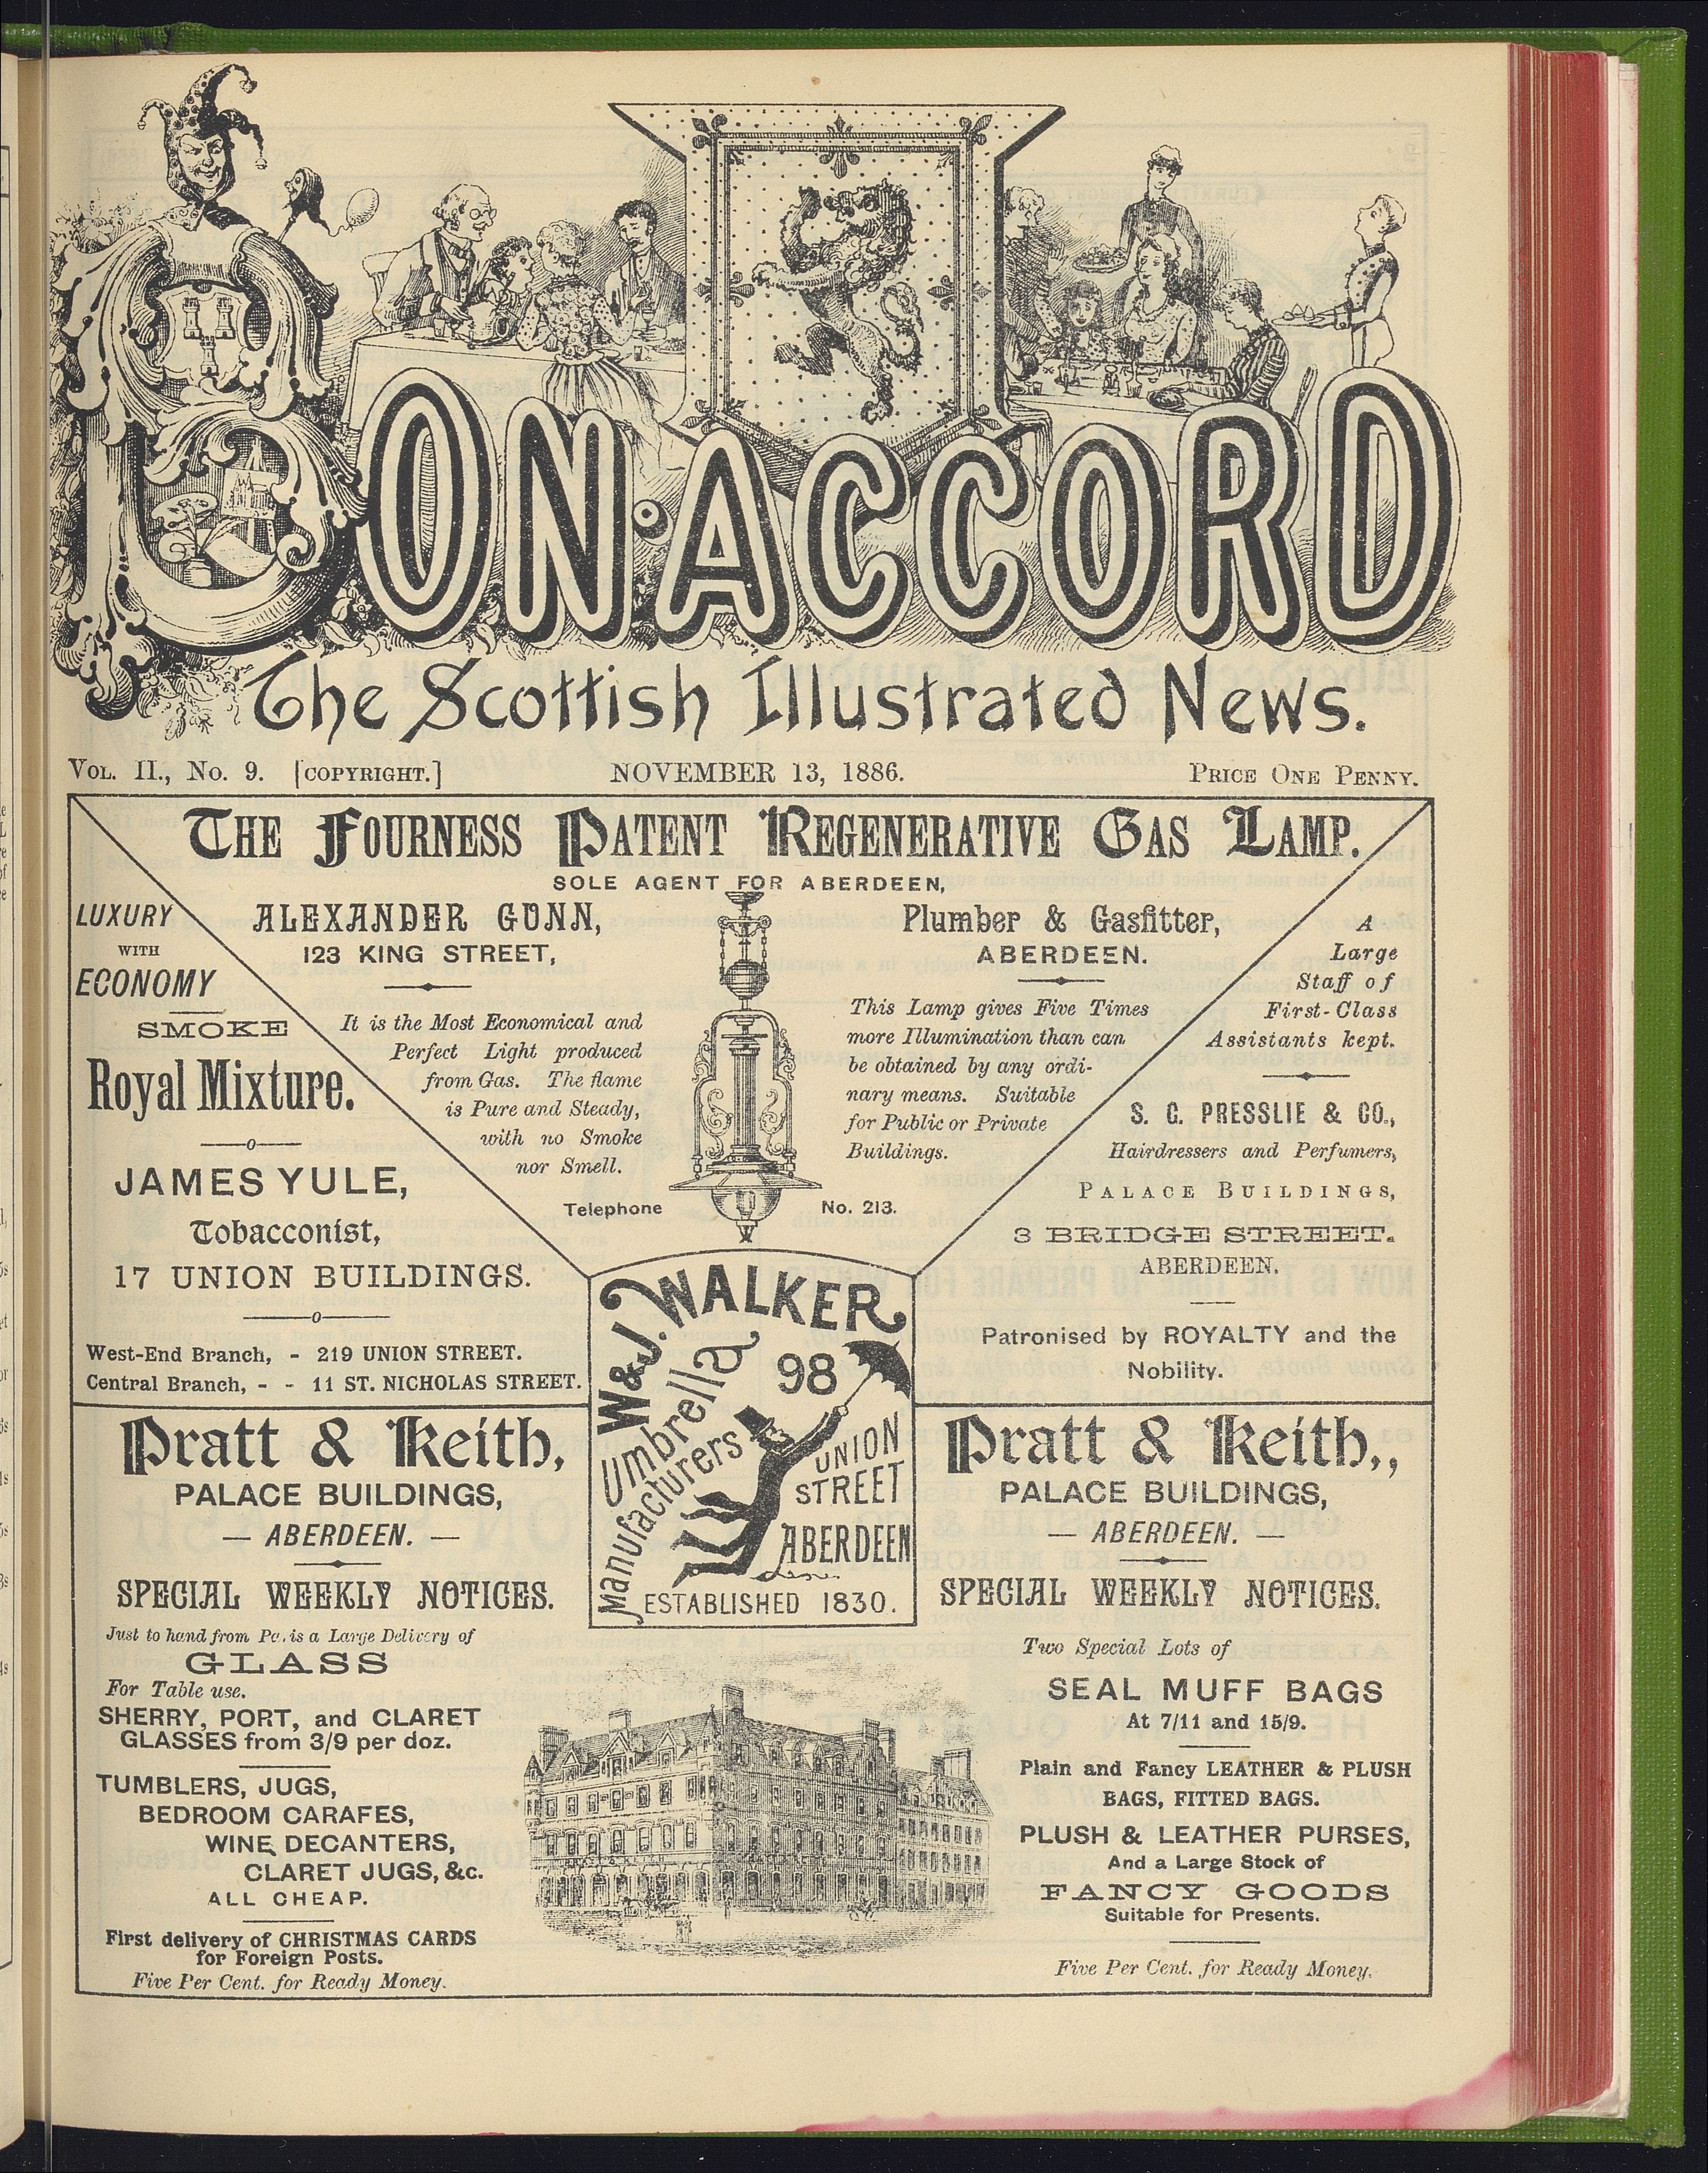 BON·ACCORD
The Scottish Illustrated News.
VOL. II., NO. 9. [COPYRIGHT.] NOVEMBER 13, 1886. PRICE ONE PENNY.
THE FOURNESS PATENT REGENERATIVE GAS LAMP.
SOLE AGENT FOR ABERDEEN,
ALEXANDER GUNN,
123 KING STREET,
Plumber & Gasfitter,
ABERDEEN.
It is the Most Economical and
Perfect Light produced
from Gas. The flame
is Pure and Steady,
with no Smoke
nor Smell.
This Lamp gives Five Times
more Illumination than can
be obtained by any ordi-
nary means. Suitable
for Public or Private
Buildings.
Telephone No. 213.
LUXURY
WITH
ECONOMY
SMOKE
Royal Mixture.
JAMES YULE,
Tobacconist,
17 UNION BUILDINGS.
West-End Branch, - 219 UNION STREET.
Central Branch, - - 11 ST. NICHOLAS STREET.
A
Large
Staff of
First-Class
Assistants kept.
S. C. PRESSLIE & CO.,
Hairdressers and Perfumers,
PALACE BUILDINGS,
3 BRIDGE STREET.
ABERDEEN.
Patronised by ROYALTY and the
Nobility.
W & J. WALKER
Umbrella
Manufacturers
98
UNION
STREET
ABERDEEN
ESTABLISHED 1830.
Pratt & Keith,
PALACE BUILDINGS,
— ABERDEEN. —
SPECIAL WEEKLY NOTICES.
Just to hand from Paris a Large Delivery of
GLASS
For Table use.
SHERRY, PORT, and CLARET
GLASSES from 3/9 per doz.
TUMBLERS, JUGS,
BEDROOM CARAFES,
WINE DECANTERS,
CLARET JUGS, &c.
ALL CHEAP.
First delivery of CHRISTMAS CARDS
for Foreign Posts.
Five Per Cent. for Ready Money.
Pratt & Keith,,
PALACE BUILDINGS,
— ABERDEEN. —
SPECIAL WEEKLY NOTICES.
Two Special Lots of
SEAL MUFF BAGS
At 7/11 and 15/9.
Plain and Fancy LEATHER & PLUSH
BAGS, FITTED BAGS.
PLUSH & LEATHER PURSES,
And a Large Stock of
FANCY GOODS
Suitable for Presents.
Five Per Cent. for Ready Money.